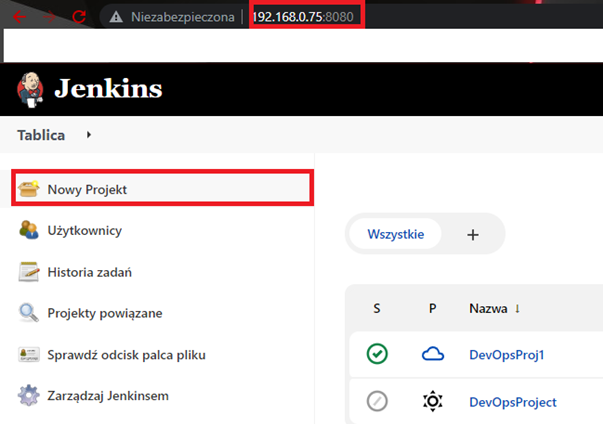 Niezabezpieczona 192.168.0.75:8080
Jenkins
Tablica
Nowy Projekt
Użytkownicy
Historia zadań
Projekty powiązane
Sprawdź odcisk palca pliku
Zarządzaj Jenkinsem
Wszystkie +
S P Nazwa ↓
DevOpsProj1
DevOpsProject